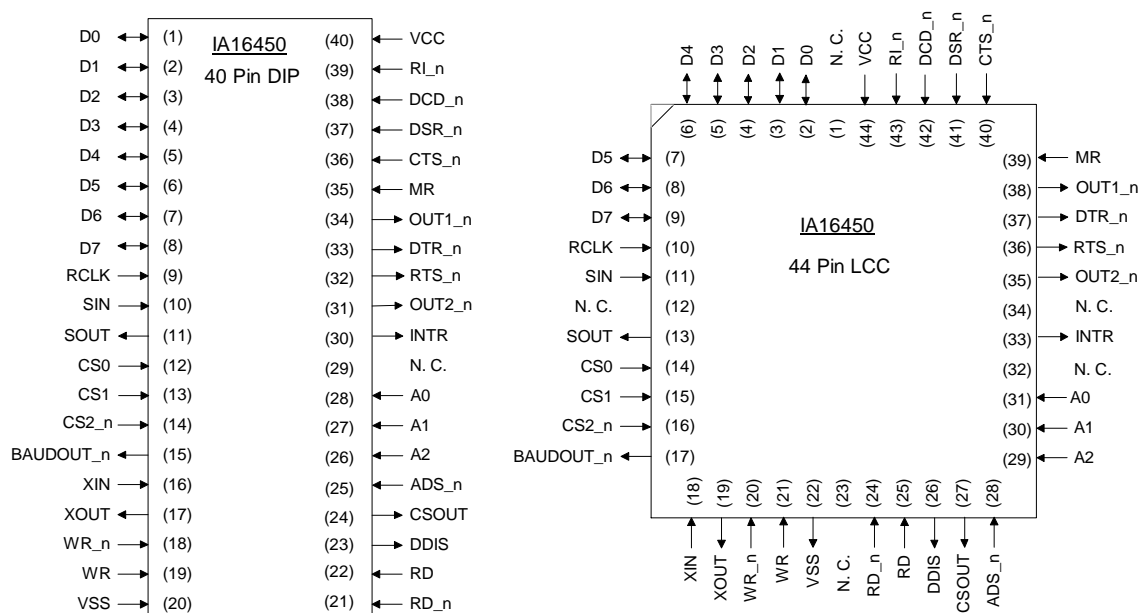 IA16450
40 Pin DIP
D0 (1) (40) VCC
D1 (2) (39) RI_n
D2 (3) (38) DCD_n
D3 (4) (37) DSR_n
D4 (5) (36) CTS_n
D5 (6) (35) MR
D6 (7) (34) OUT1_n
D7 (8) (33) DTR_n
RCLK (9) (32) RTS_n
SIN (10) (31) OUT2_n
SOUT (11) (30) INTR
CS0 (12) (29) N. C.
CS1 (13) (28) A0
CS2_n (14) (27) A1
BAUDOUT_n (15) (26) A2
XIN (16) (25) ADS_n
XOUT (17) (24) CSOUT
WR_n (18) (23) DDIS
WR (19) (22) RD
VSS (20) (21) RD_n
D4 D3 D2 D1 D0 N. C. VCC RI_n DCD_n DSR_n CTS_n
(6) (5) (4) (3) (2) (1) (44) (43) (42) (41) (40)
D5 (7) (39) MR
D6 (8) (38) OUT1_n
D7 (9) (37) DTR_n
IA16450
RCLK (10) (36) RTS_n
44 Pin LCC
SIN (11) (35) OUT2_n
N. C. (12) (34) N. C.
SOUT (13) (33) INTR
CS0 (14) (32) N. C.
CS1 (15) (31) A0
CS2_n (16) (30) A1
BAUDOUT_n (17) (29) A2
(18) (19) (20) (21) (22) (23) (24) (25) (26) (27) (28)
XIN XOUT WR_n WR VSS N. C. RD_n RD DDIS CSOUT ADS_n